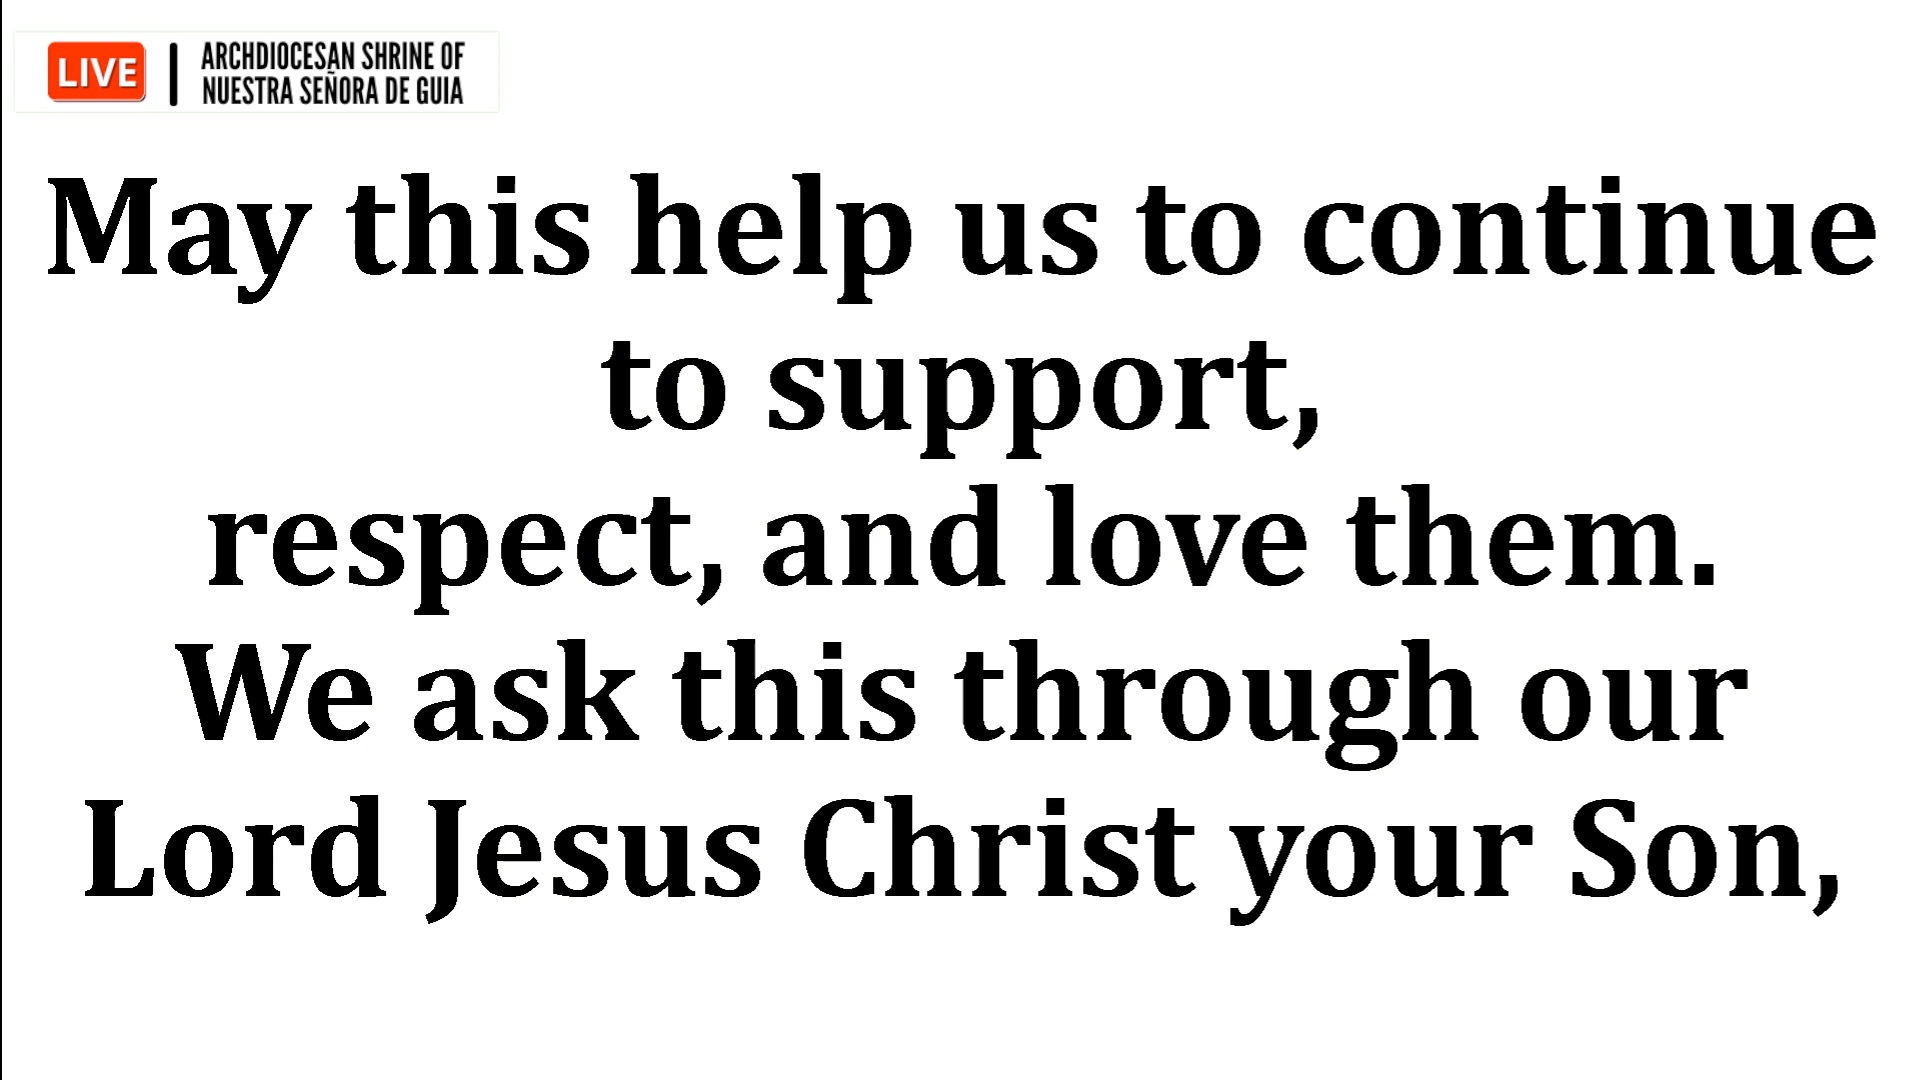 LIVE
ARCHDIOCESAN SHRINE OF
NUESTRA SEÑORA DE GUIA
May this help us to continue
to support,
respect, and love them.
We ask this through our
Lord Jesus Christ your Son,